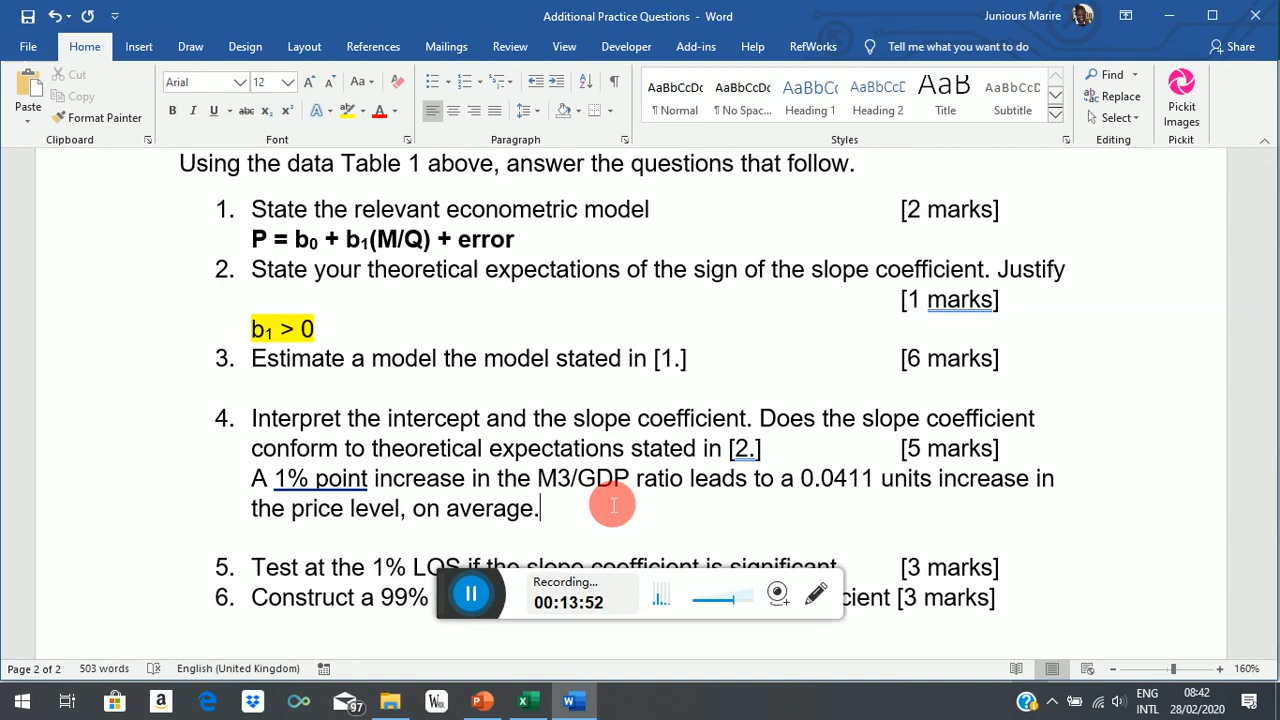 Additional Practice Questions - Word
Juniours Marire
File Home Insert Draw Design Layout References Mailings Review View Developer Add-ins Help RefWorks Tell me what you want to do Share
Paste
Cut
Copy
Format Painter
Clipboard
Arial 12
Font
Paragraph
AaBbCcDc AaBbCcDc AaBbC( AaBbCcD AaB AaBbCcD
¶ Normal ¶ No Spac... Heading 1 Heading 2 Title Subtitle
Styles
Find
Replace
Select
Editing
Pickit Images
Pickit
Using the data Table 1 above, answer the questions that follow.
1. State the relevant econometric model [2 marks]
P = b₀ + b₁(M/Q) + error
2. State your theoretical expectations of the sign of the slope coefficient. Justify
[1 marks]
b₁ > 0
3. Estimate a model the model stated in [1.] [6 marks]
4. Interpret the intercept and the slope coefficient. Does the slope coefficient
conform to theoretical expectations stated in [2.] [5 marks]
A 1% point increase in the M3/GDP ratio leads to a 0.0411 units increase in
the price level, on average.
5. Test at the 1% LOS if the slope coefficient is significant [3 marks]
6. Construct a 99% [3 marks]
Recording...
00:13:52
Page 2 of 2 503 words English (United Kingdom) 160%
97
ENG
INTL
08:42
28/02/2020